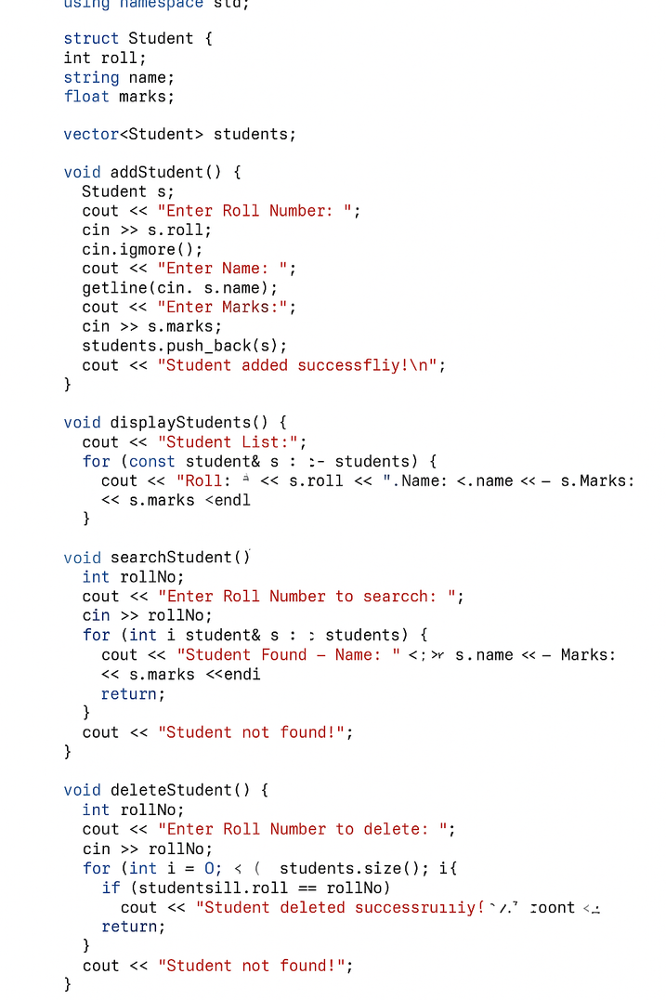 using namespace std;
struct Student {
int roll;
string name;
float marks;
vector<Student> students;
void addStudent() {
Student s;
cout << "Enter Roll Number: ";
cin >> s.roll;
cin.igmore();
cout << "Enter Name: ";
getline(cin. s.name);
cout << "Enter Marks:";
cin >> s.marks;
students.push_back(s);
cout << "Student added successfliy!\n";
}
void displayStudents() {
cout << "Student List:";
for (const student& s : :- students) {
cout << "Roll: << s.roll << ".Name: <.name << – s.Marks:
<< s.marks <endl
}
void searchStudent()
int rollNo;
cout << "Enter Roll Number to searcch: ";
cin >> rollNo;
for (int i student& s : : students) {
cout << "Student Found – Name: " s.name << – Marks:
<< s.marks <<endi
return;
}
cout << "Student not found!";
}
void deleteStudent() {
int rollNo;
cout << "Enter Roll Number to delete: ";
cin >> rollNo;
for (int i = 0; < ( students.size(); i{
if (studentsill.roll == rollNo)
cout << "Student deleted
return;
}
cout << "Student not found!";
}